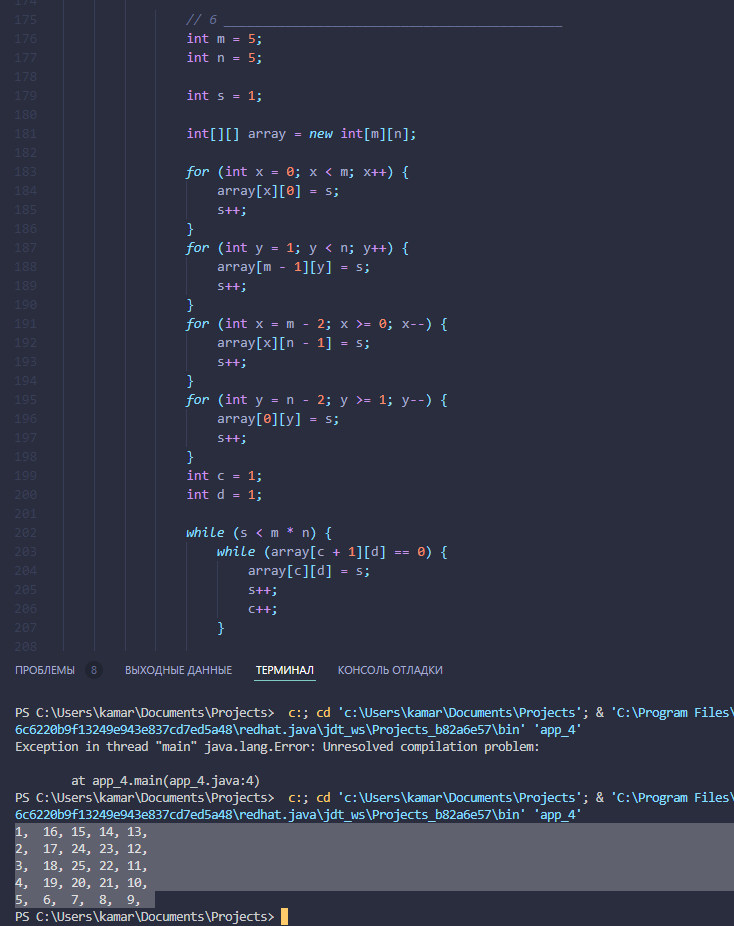 174
175 // 6 ____________________________________________
176 int m = 5;
177 int n = 5;
178
179 int s = 1;
180
181 int[][] array = new int[m][n];
182
183 for (int x = 0; x < m; x++) {
184 array[x][0] = s;
185 s++;
186 }
187 for (int y = 1; y < n; y++) {
188 array[m - 1][y] = s;
189 s++;
190 }
191 for (int x = m - 2; x >= 0; x--) {
192 array[x][n - 1] = s;
193 s++;
194 }
195 for (int y = n - 2; y >= 1; y--) {
196 array[0][y] = s;
197 s++;
198 }
199 int c = 1;
200 int d = 1;
201
202 while (s < m * n) {
203 while (array[c + 1][d] == 0) {
204 array[c][d] = s;
205 s++;
206 c++;
207 }
208
ПРОБЛЕМЫ 8 ВЫХОДНЫЕ ДАННЫЕ ТЕРМИНАЛ КОНСОЛЬ ОТЛАДКИ
PS C:\Users\kamar\Documents\Projects> c:; cd 'c:\Users\kamar\Documents\Projects'; & 'C:\Program Files\
6c6220b9f13249e943e837cd7ed5a48\redhat.java\jdt_ws\Projects_b82a6e57\bin' 'app_4'
Exception in thread "main" java.lang.Error: Unresolved compilation problem:
at app_4.main(app_4.java:4)
PS C:\Users\kamar\Documents\Projects> c:; cd 'c:\Users\kamar\Documents\Projects'; & 'C:\Program Files\
6c6220b9f13249e943e837cd7ed5a48\redhat.java\jdt_ws\Projects_b82a6e57\bin' 'app_4'
1, 16, 15, 14, 13,
2, 17, 24, 23, 12,
3, 18, 25, 22, 11,
4, 19, 20, 21, 10,
5, 6, 7, 8, 9,
PS C:\Users\kamar\Documents\Projects>